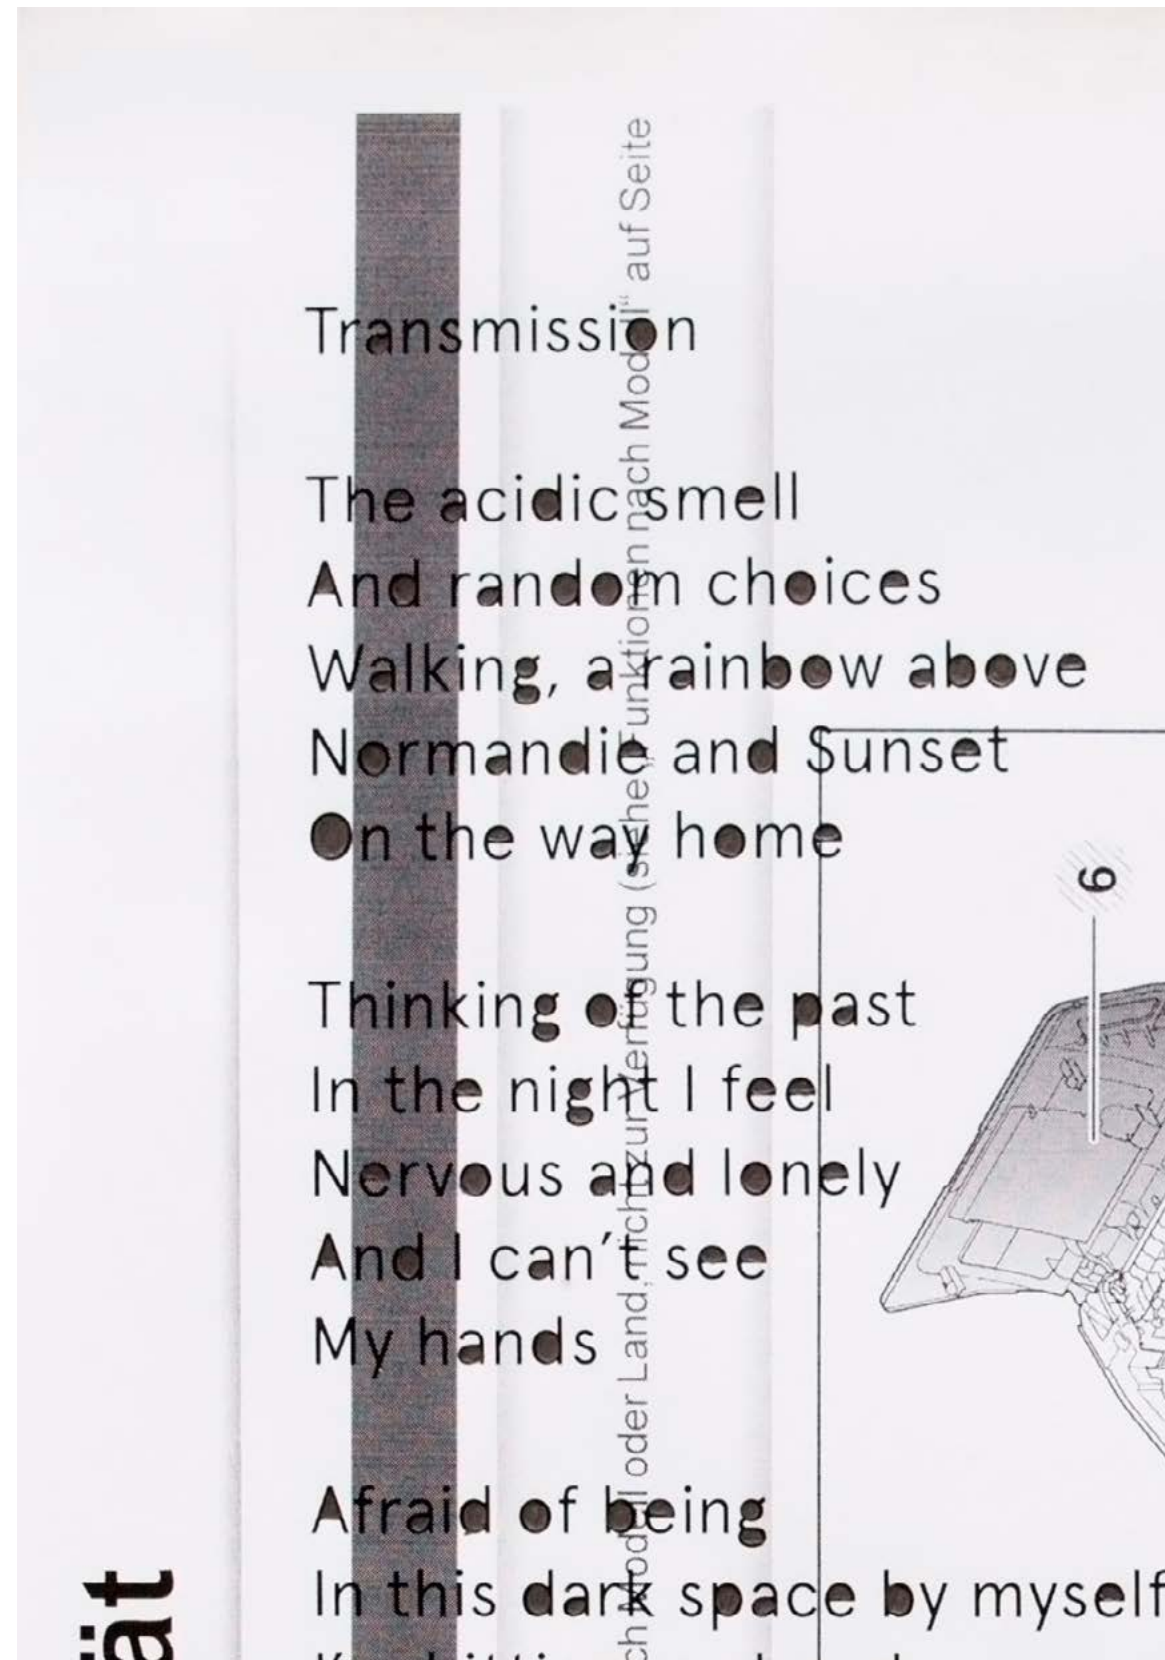 Transmission
The acidic smell
And random choices
Walking, a rainbow above
Normandie and Sunset
On the way home
Thinking of the past
In the night I feel
Nervous and lonely
And I can't see
My hands
Afraid of being
In this dark space by myself
ch Modell oder Land, nicht zur Verfügung (siehe „Funktionen nach Modell“ auf Seite
6
ät